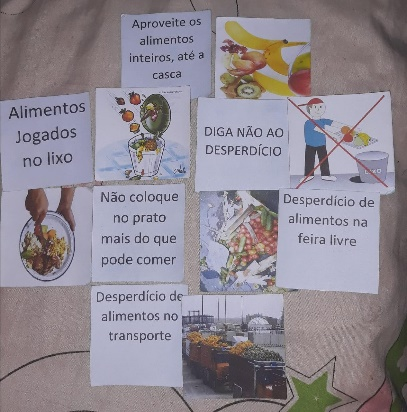 Aproveite os
alimentos
inteiros, até a
casca
Alimentos
Jogados
no lixo
DIGA NÃO AO
DESPERDÍCIO
LIXO
Não coloque
no prato
mais do que
pode comer
Desperdício de
alimentos na
feira livre
Desperdício de
alimentos no
transporte